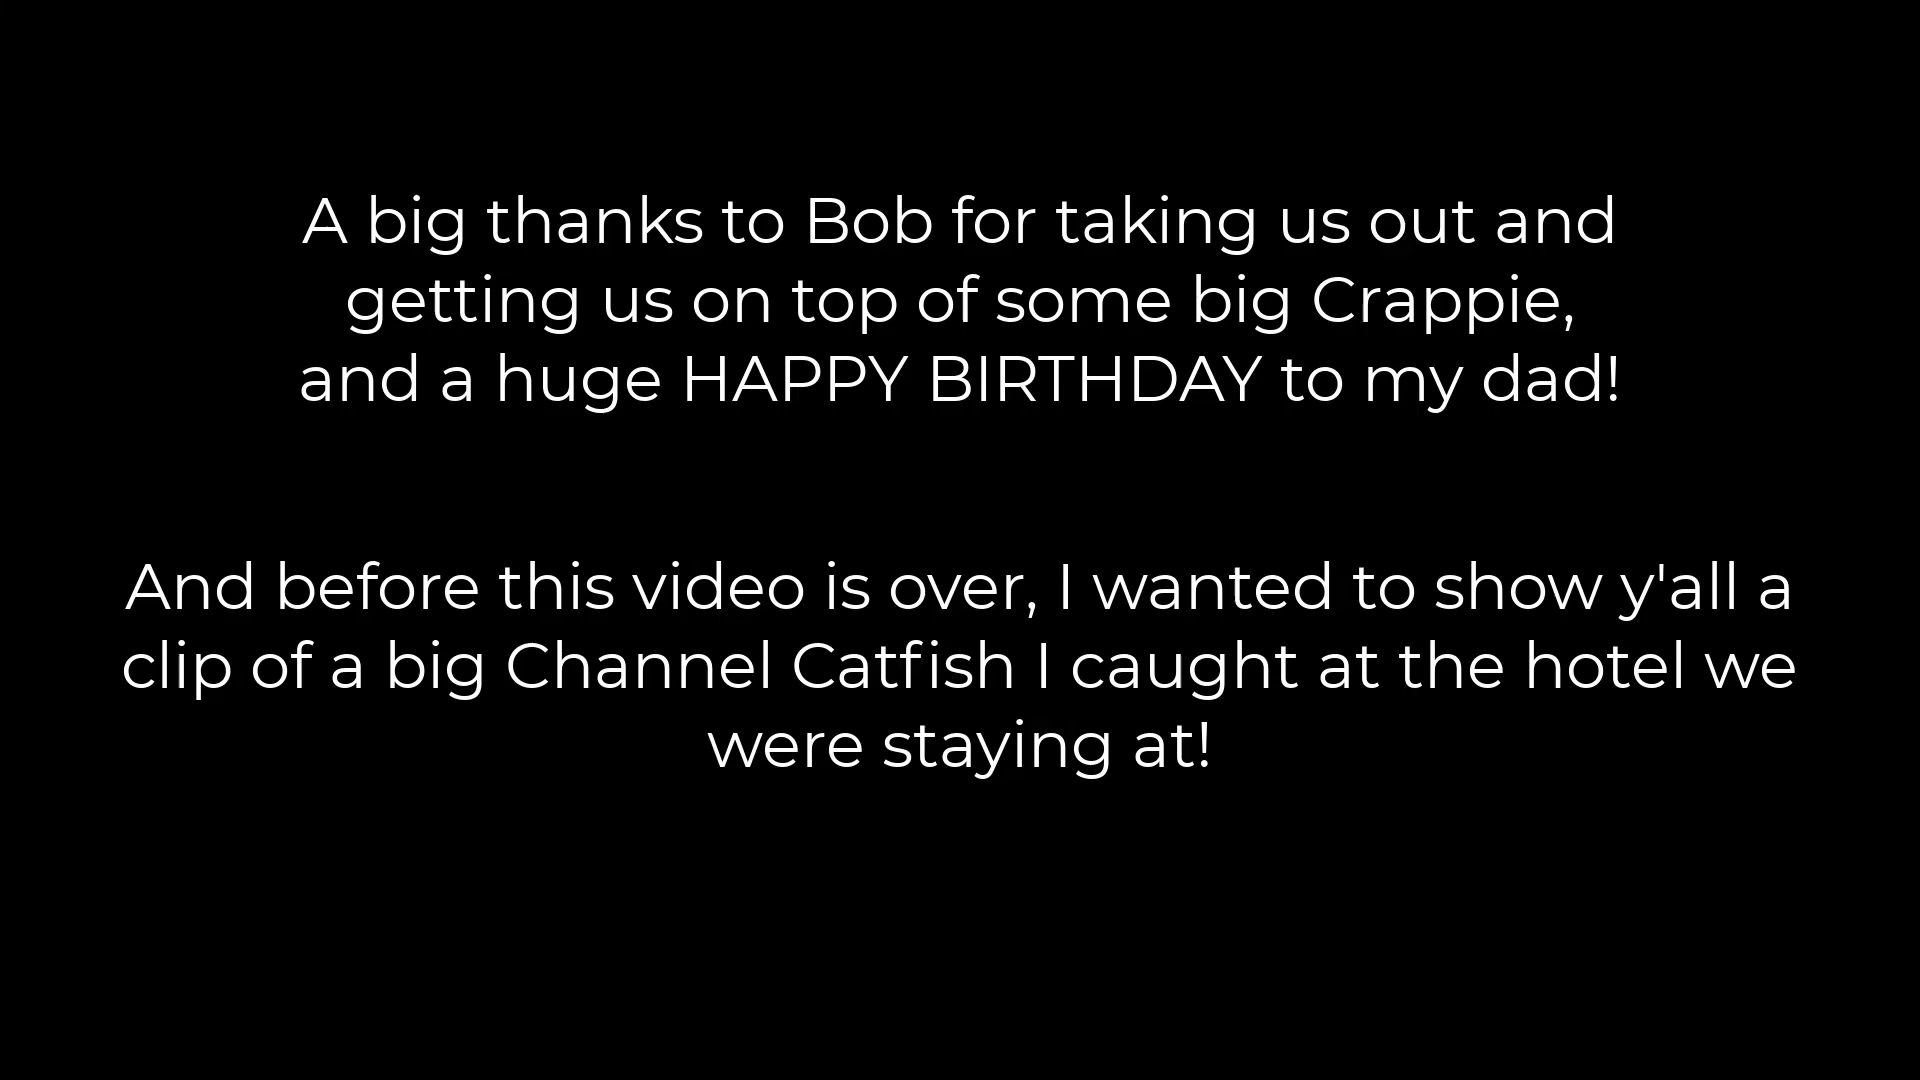 A big thanks to Bob for taking us out and
getting us on top of some big Crappie,
and a huge HAPPY BIRTHDAY to my dad!
And before this video is over, I wanted to show y'all a
clip of a big Channel Catfish I caught at the hotel we
were staying at!